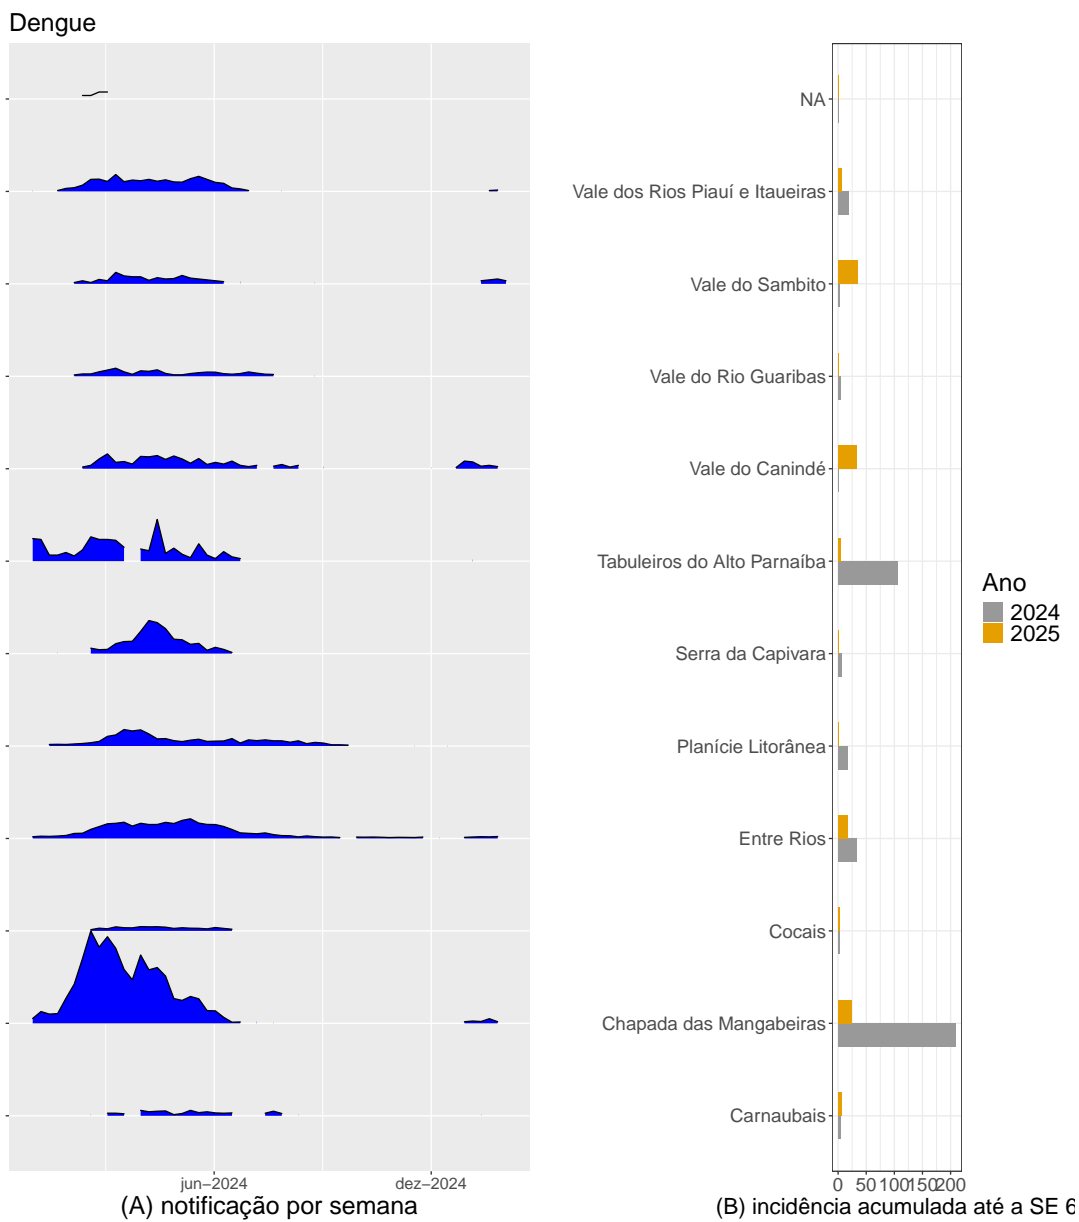 Dengue
NA
Vale dos Rios Piauí e Itaueiras
Vale do Sambito
Vale do Rio Guaribas
Vale do Canindé
Tabuleiros do Alto Parnaíba
Serra da Capivara
Planície Litorânea
Entre Rios
Cocais
Chapada das Mangabeiras
Carnaubais
Ano
2024
2025
jun–2024 dez–2024
0 50 100 150 200
(A) notificação por semana
(B) incidência acumulada até a SE 6